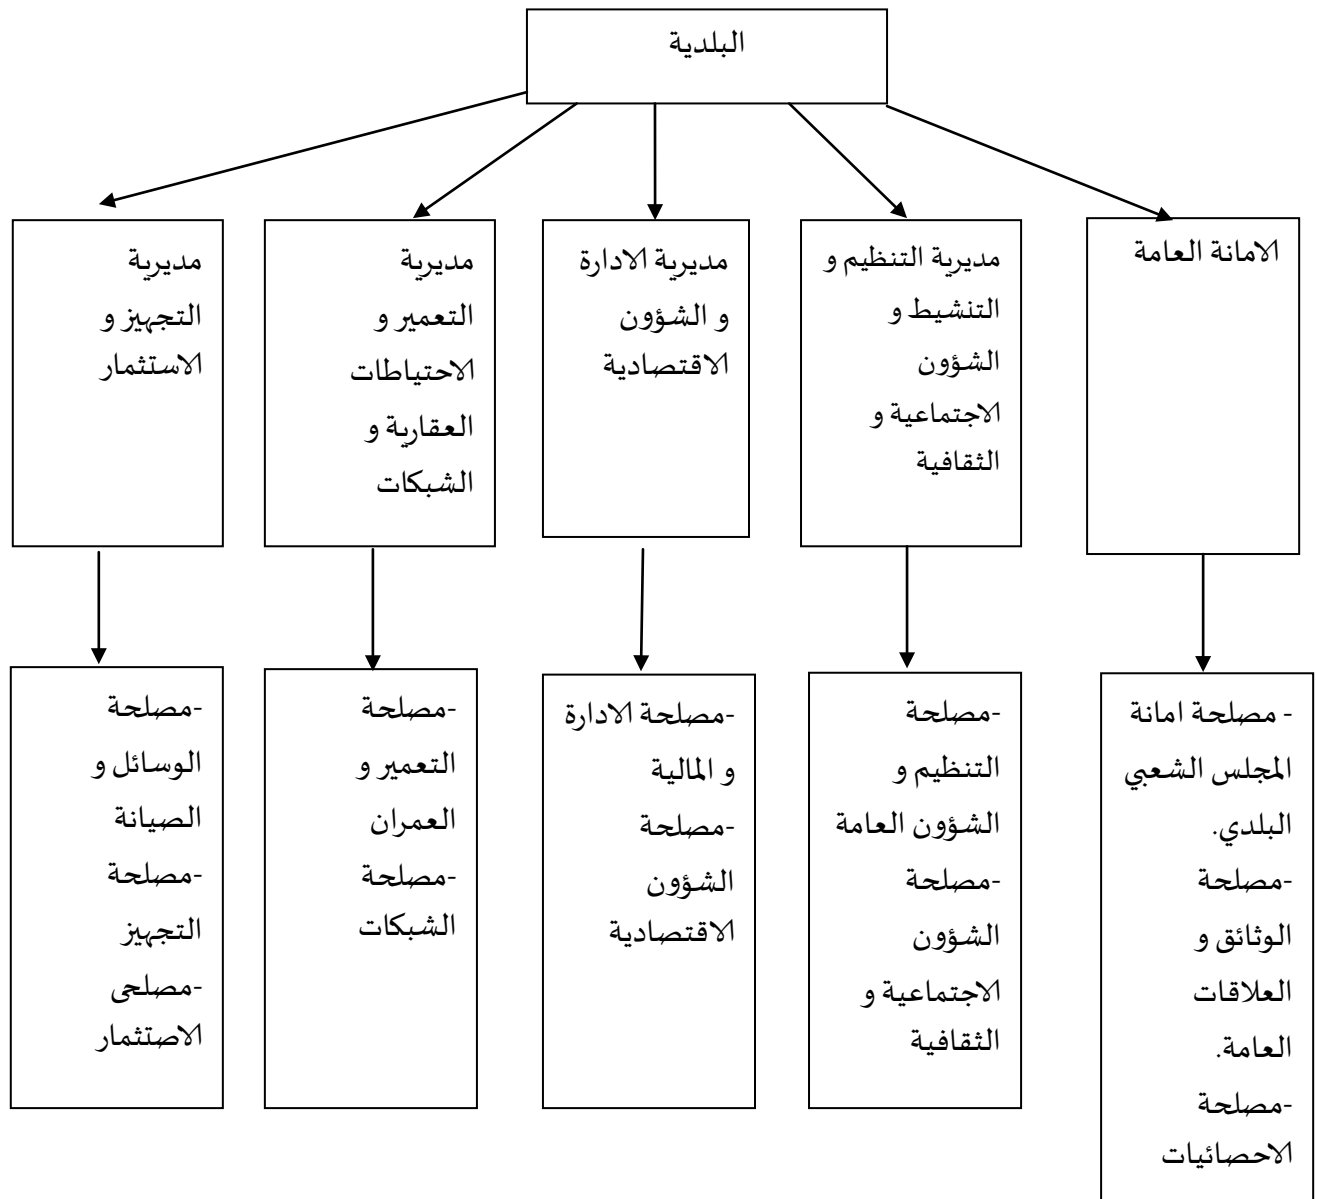 البلدية
الامانة العامة
مديرية التنظيم و
التنشيط و
الشؤون
الاجتماعية و
الثقافية
مديرية الادارة
و الشؤون
الاقتصادية
مديرية
التعمير و
الاحتياطات
العقارية و
الشبكات
مديرية
التجهيز و
الاستثمار
- مصلحة امانة
المجلس الشعبي
البلدي.
-مصلحة
الوثائق و
العلاقات
العامة.
-مصلحة
الاحصائيات
-مصلحة
التنظيم و
الشؤون العامة
-مصلحة
الشؤون
الاجتماعية و
الثقافية
-مصلحة الادارة
و المالية
-مصلحة
الشؤون
الاقتصادية
-مصلحة
التعمير و
العمران
-مصلحة
الشبكات
-مصلحة
الوسائل و
الصيانة
-مصلحة
التجهيز
-مصلحى
الاصتثمار